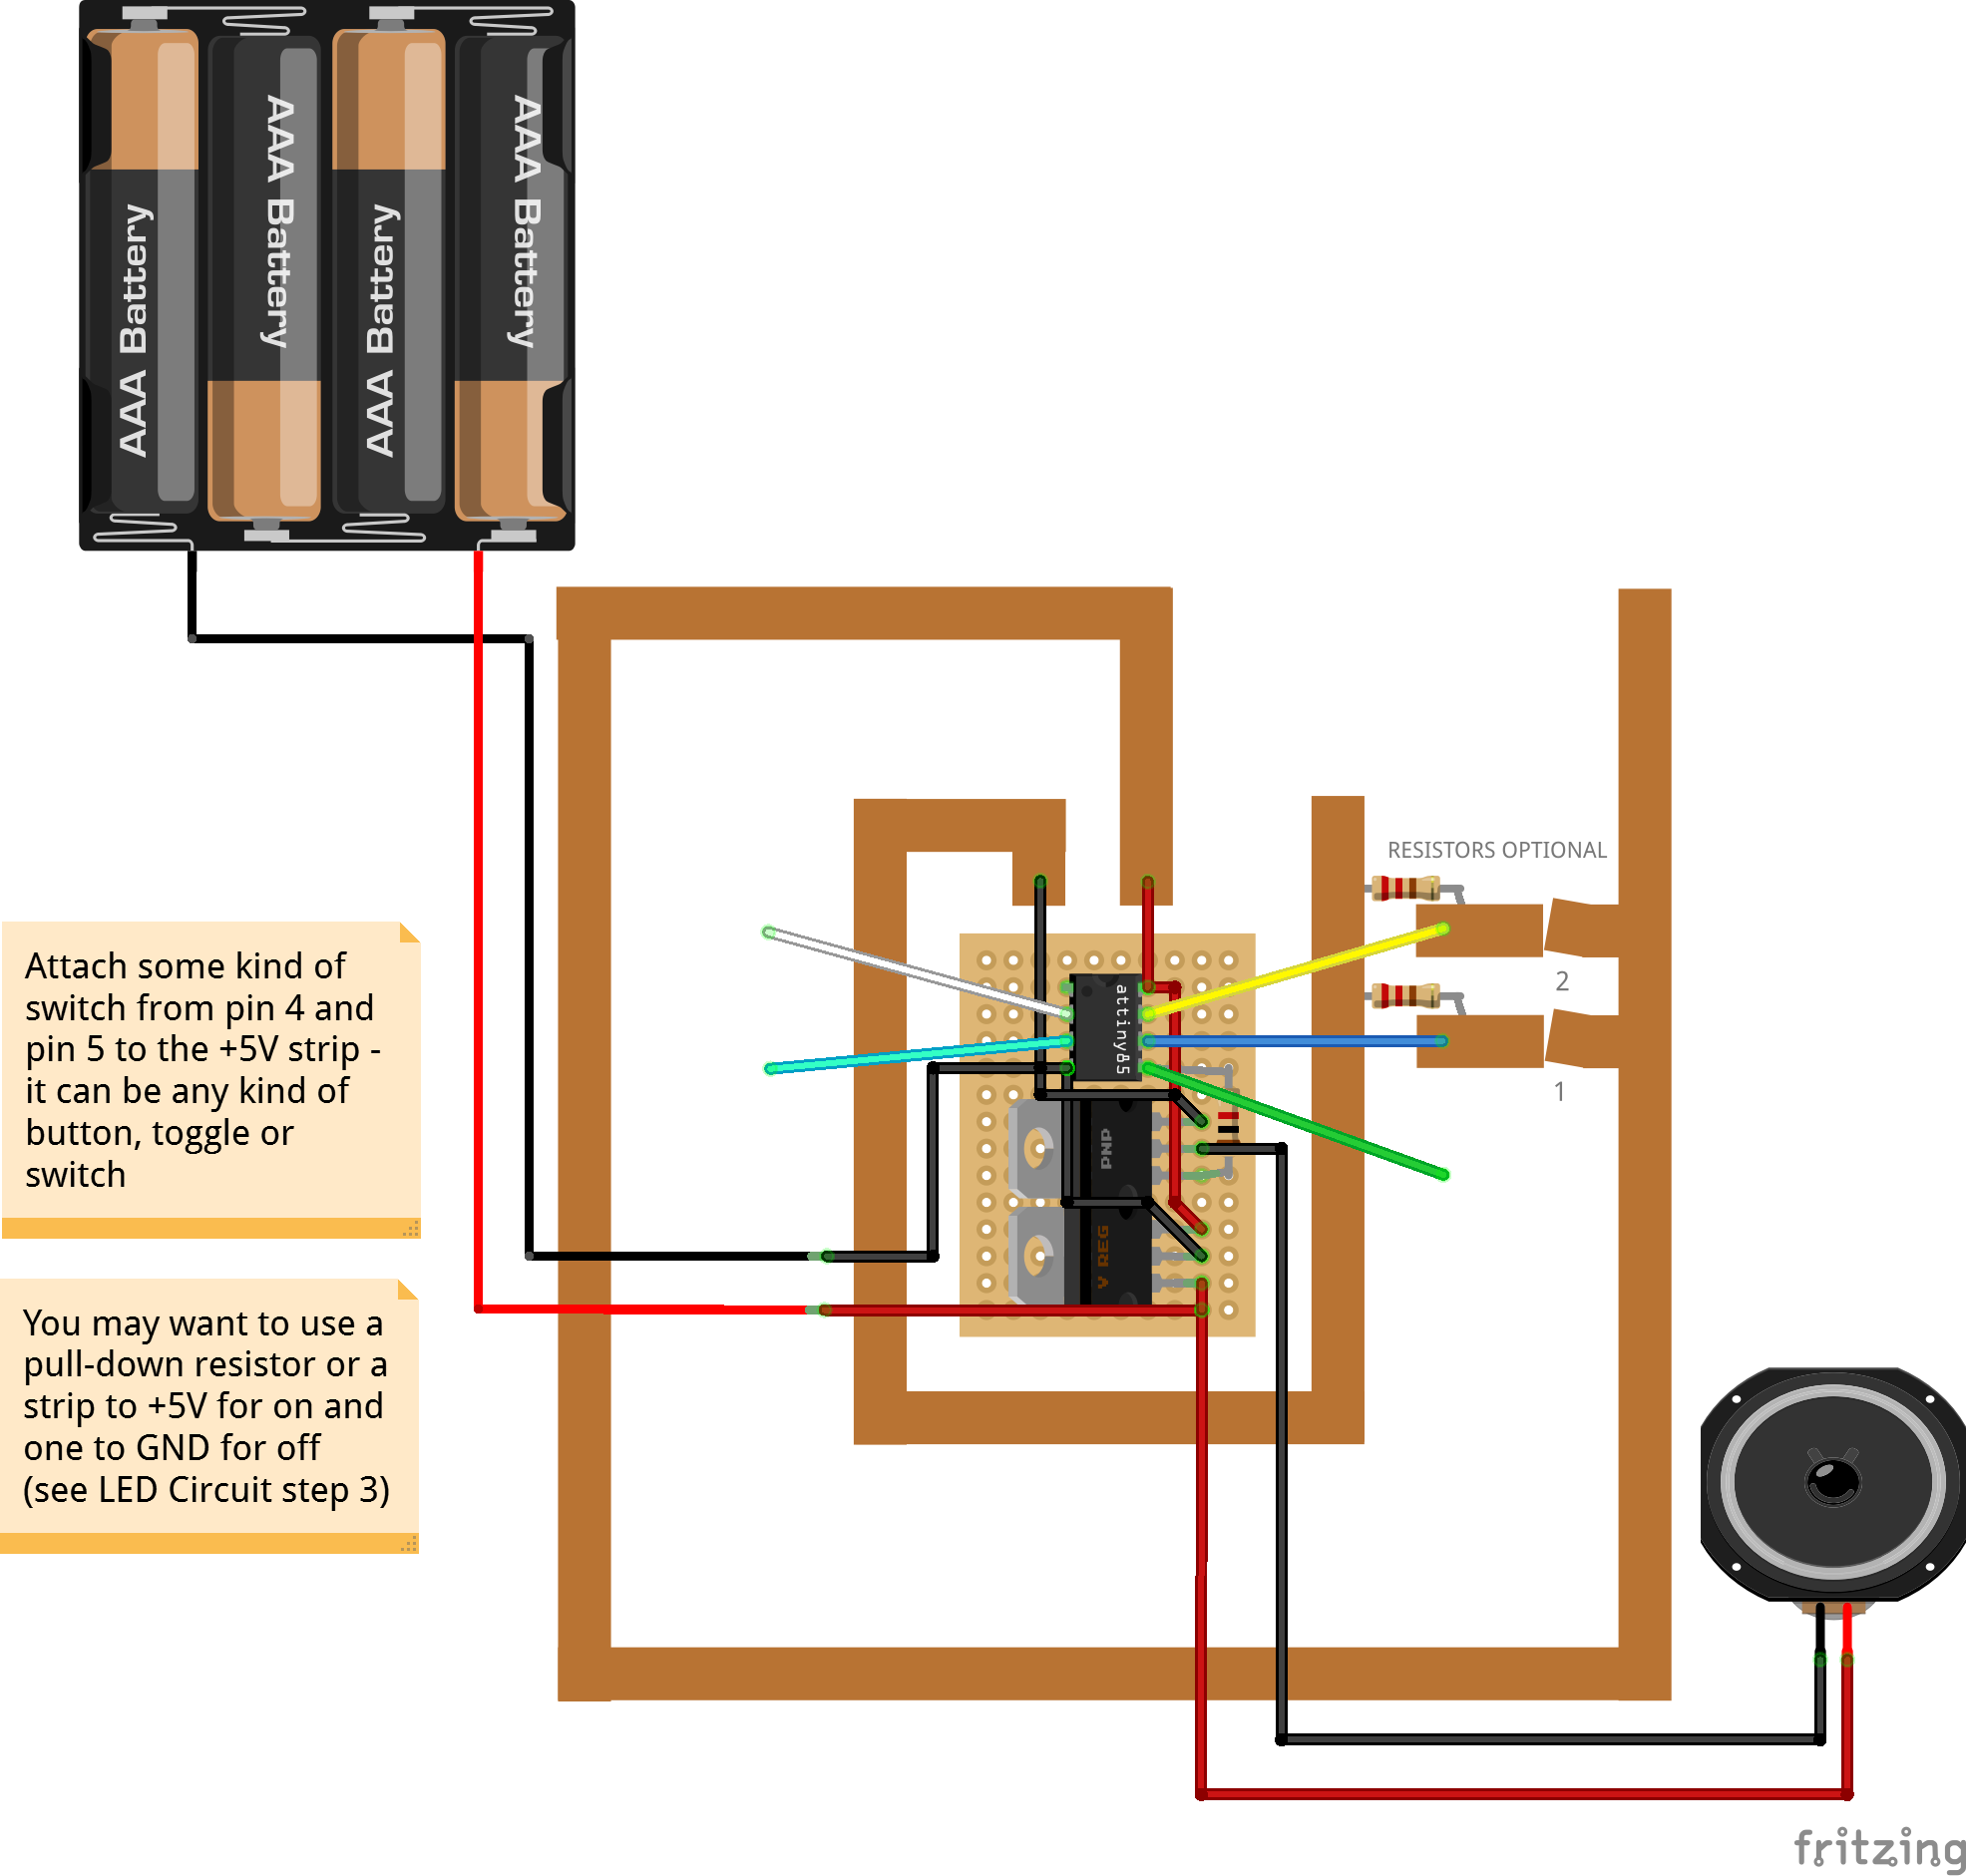 AAA Battery
AAA Battery
AAA Battery
AAA Battery
RESISTORS OPTIONAL
2
1
attiny85
PNP
V REG
Attach some kind of
switch from pin 4 and
pin 5 to the +5V strip -
it can be any kind of
button, toggle or
switch
You may want to use a
pull-down resistor or a
strip to +5V for on and
one to GND for off
(see LED Circuit step 3)
fritzing